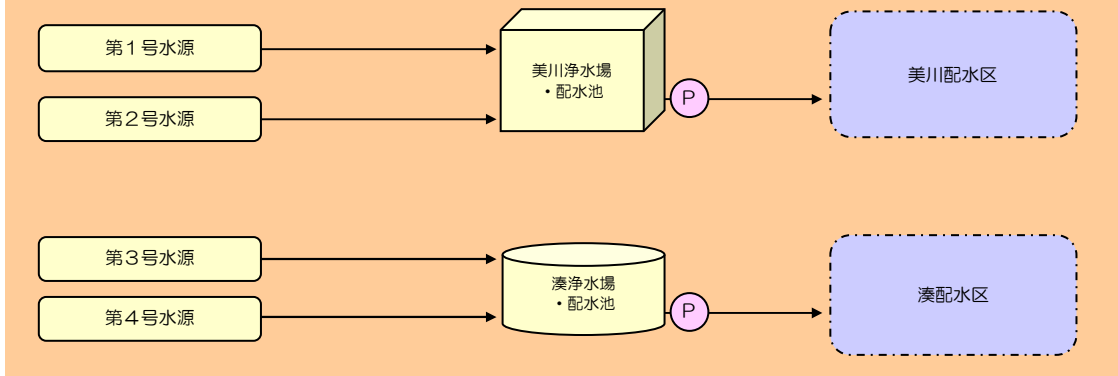 第１号水源
第２号水源
美川浄水場
・配水池
P
美川配水区
第３号水源
第４号水源
湊浄水場
・配水池
P
湊配水区